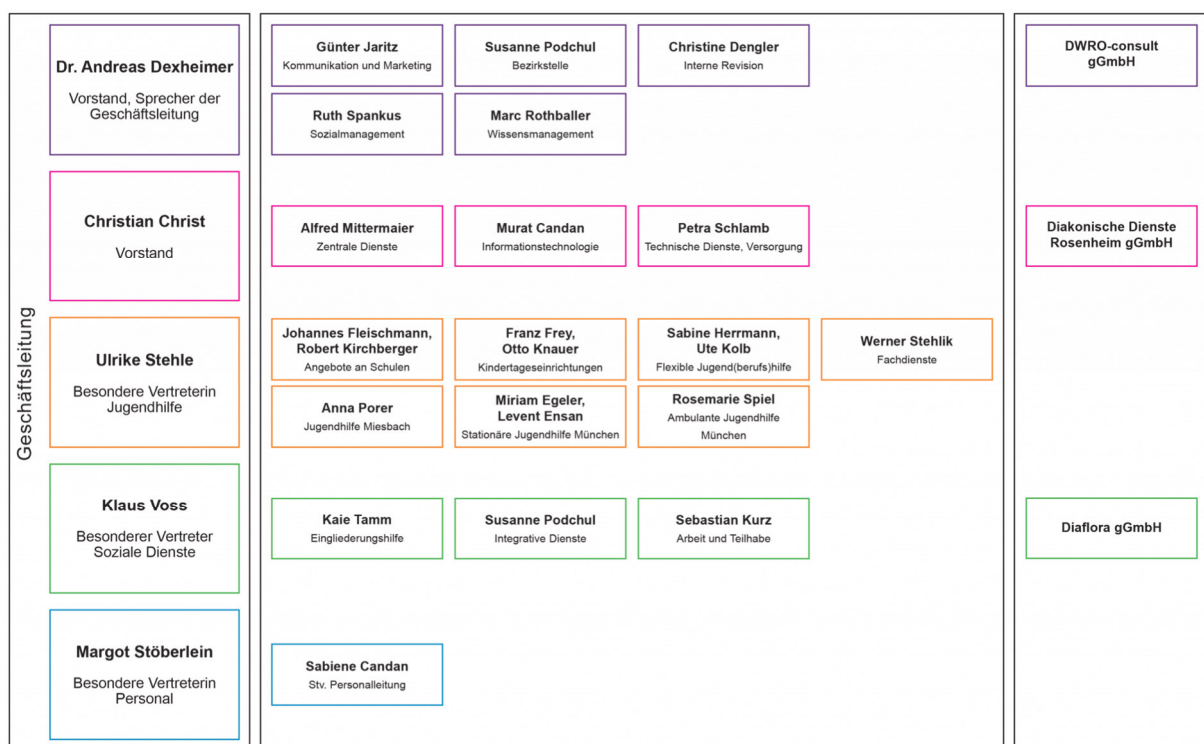 Geschäftsleitung
Dr. Andreas Dexheimer
Vorstand, Sprecher der
Geschäftsleitung
Günter Jaritz
Kommunikation und Marketing
Susanne Podchul
Bezirkstelle
Christine Dengler
Interne Revision
Ruth Spankus
Sozialmanagement
Marc Rothballer
Wissensmanagement
DWRO-consult
gGmbH
Christian Christ
Vorstand
Alfred Mittermaier
Zentrale Dienste
Murat Candan
Informationstechnologie
Petra Schlamb
Technische Dienste, Versorgung
Diakonische Dienste
Rosenheim gGmbH
Ulrike Stehle
Besondere Vertreterin
Jugendhilfe
Johannes Fleischmann,
Robert Kirchberger
Angebote an Schulen
Franz Frey,
Otto Knauer
Kindertageseinrichtungen
Sabine Herrmann,
Ute Kolb
Flexible Jugend(berufs)hilfe
Werner Stehlik
Fachdienste
Anna Porer
Jugendhilfe Miesbach
Miriam Egeler,
Levent Ensan
Stationäre Jugendhilfe München
Rosemarie Spiel
Ambulante Jugendhilfe
München
Klaus Voss
Besonderer Vertreter
Soziale Dienste
Kaie Tamm
Eingliederungshilfe
Susanne Podchul
Integrative Dienste
Sebastian Kurz
Arbeit und Teilhabe
Diaflora gGmbH
Margot Stöberlein
Besondere Vertreterin
Personal
Sabiene Candan
Stv. Personalleitung